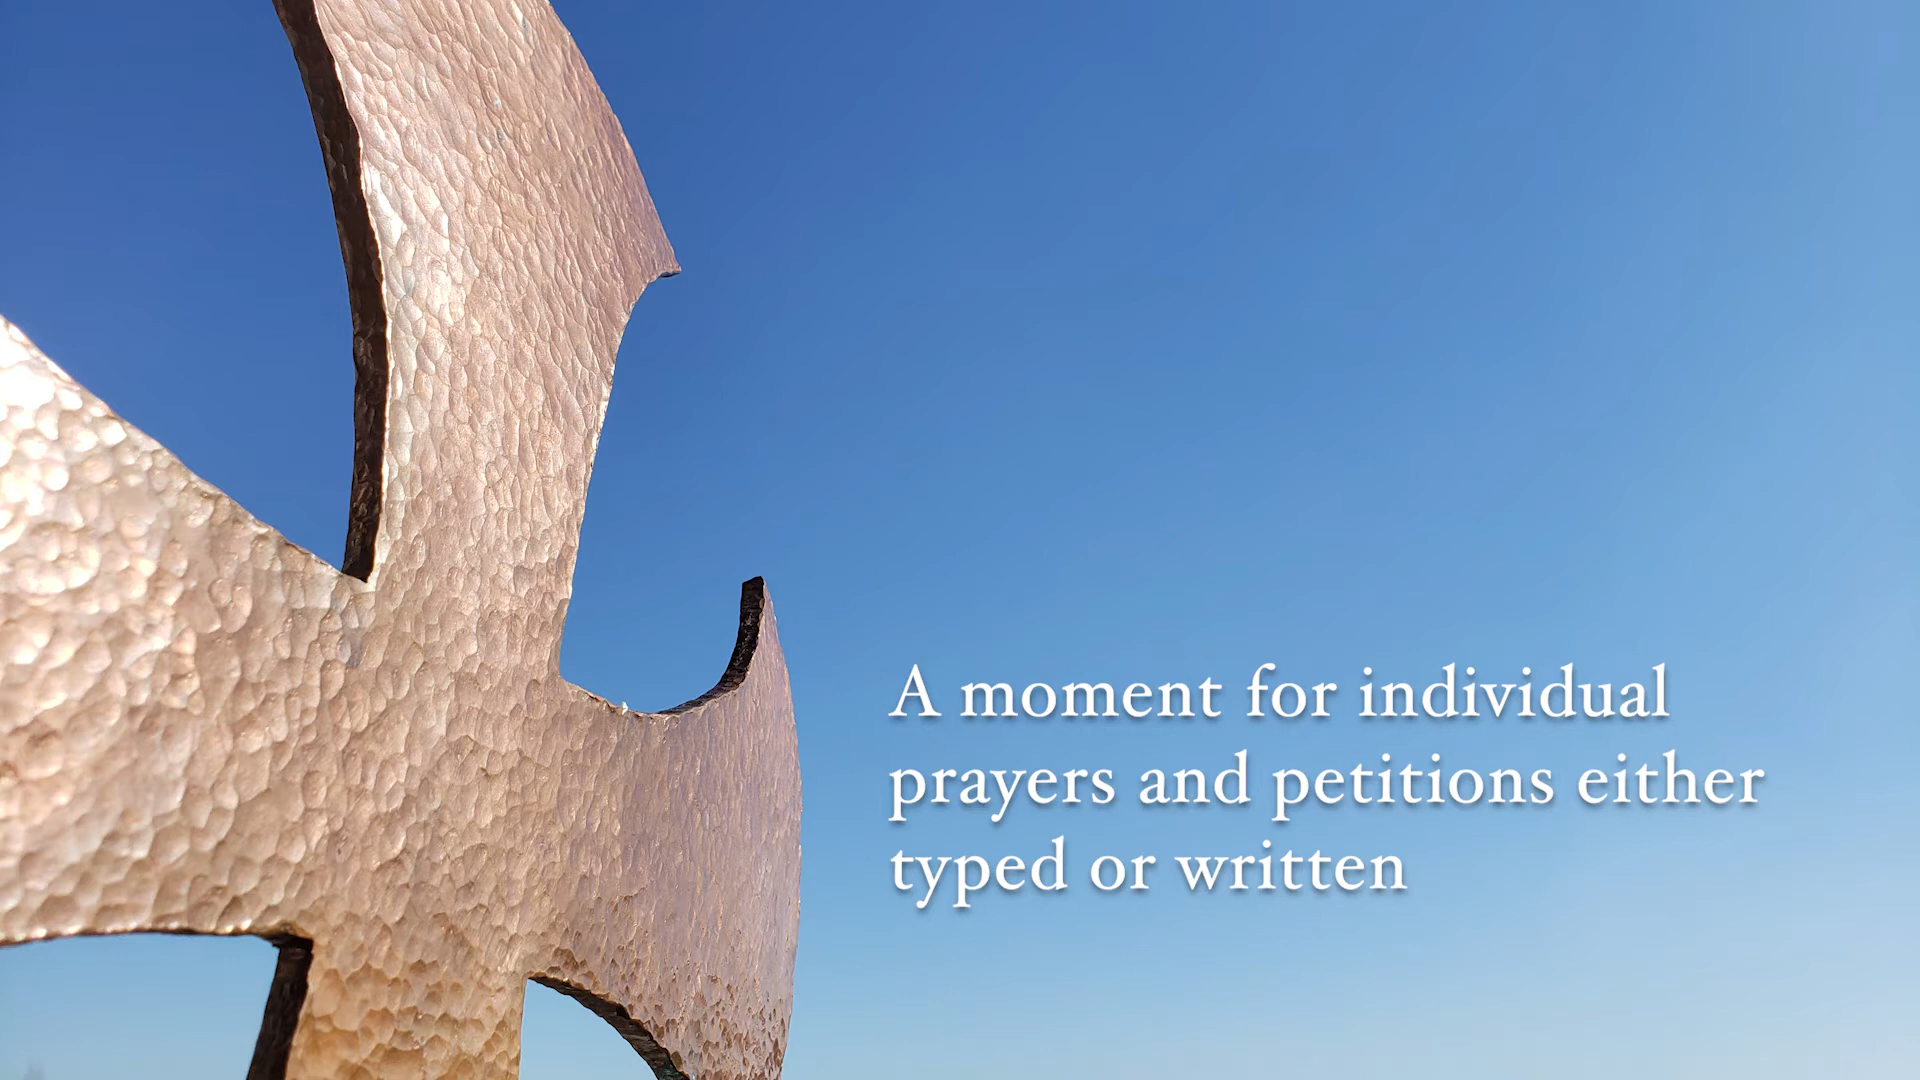 A moment for individual
prayers and petitions either
typed or written